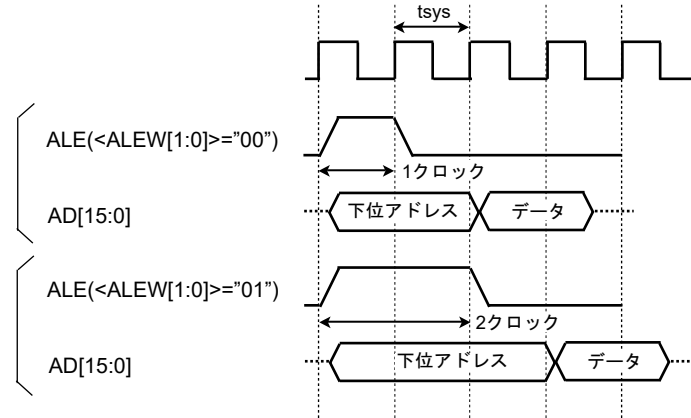 tsys
ALE(<ALEW[1:0]>=”00”)
1クロック
AD[15:0]
下位アドレス
データ
ALE(<ALEW[1:0]>=”01”)
2クロック
AD[15:0]
下位アドレス
データ